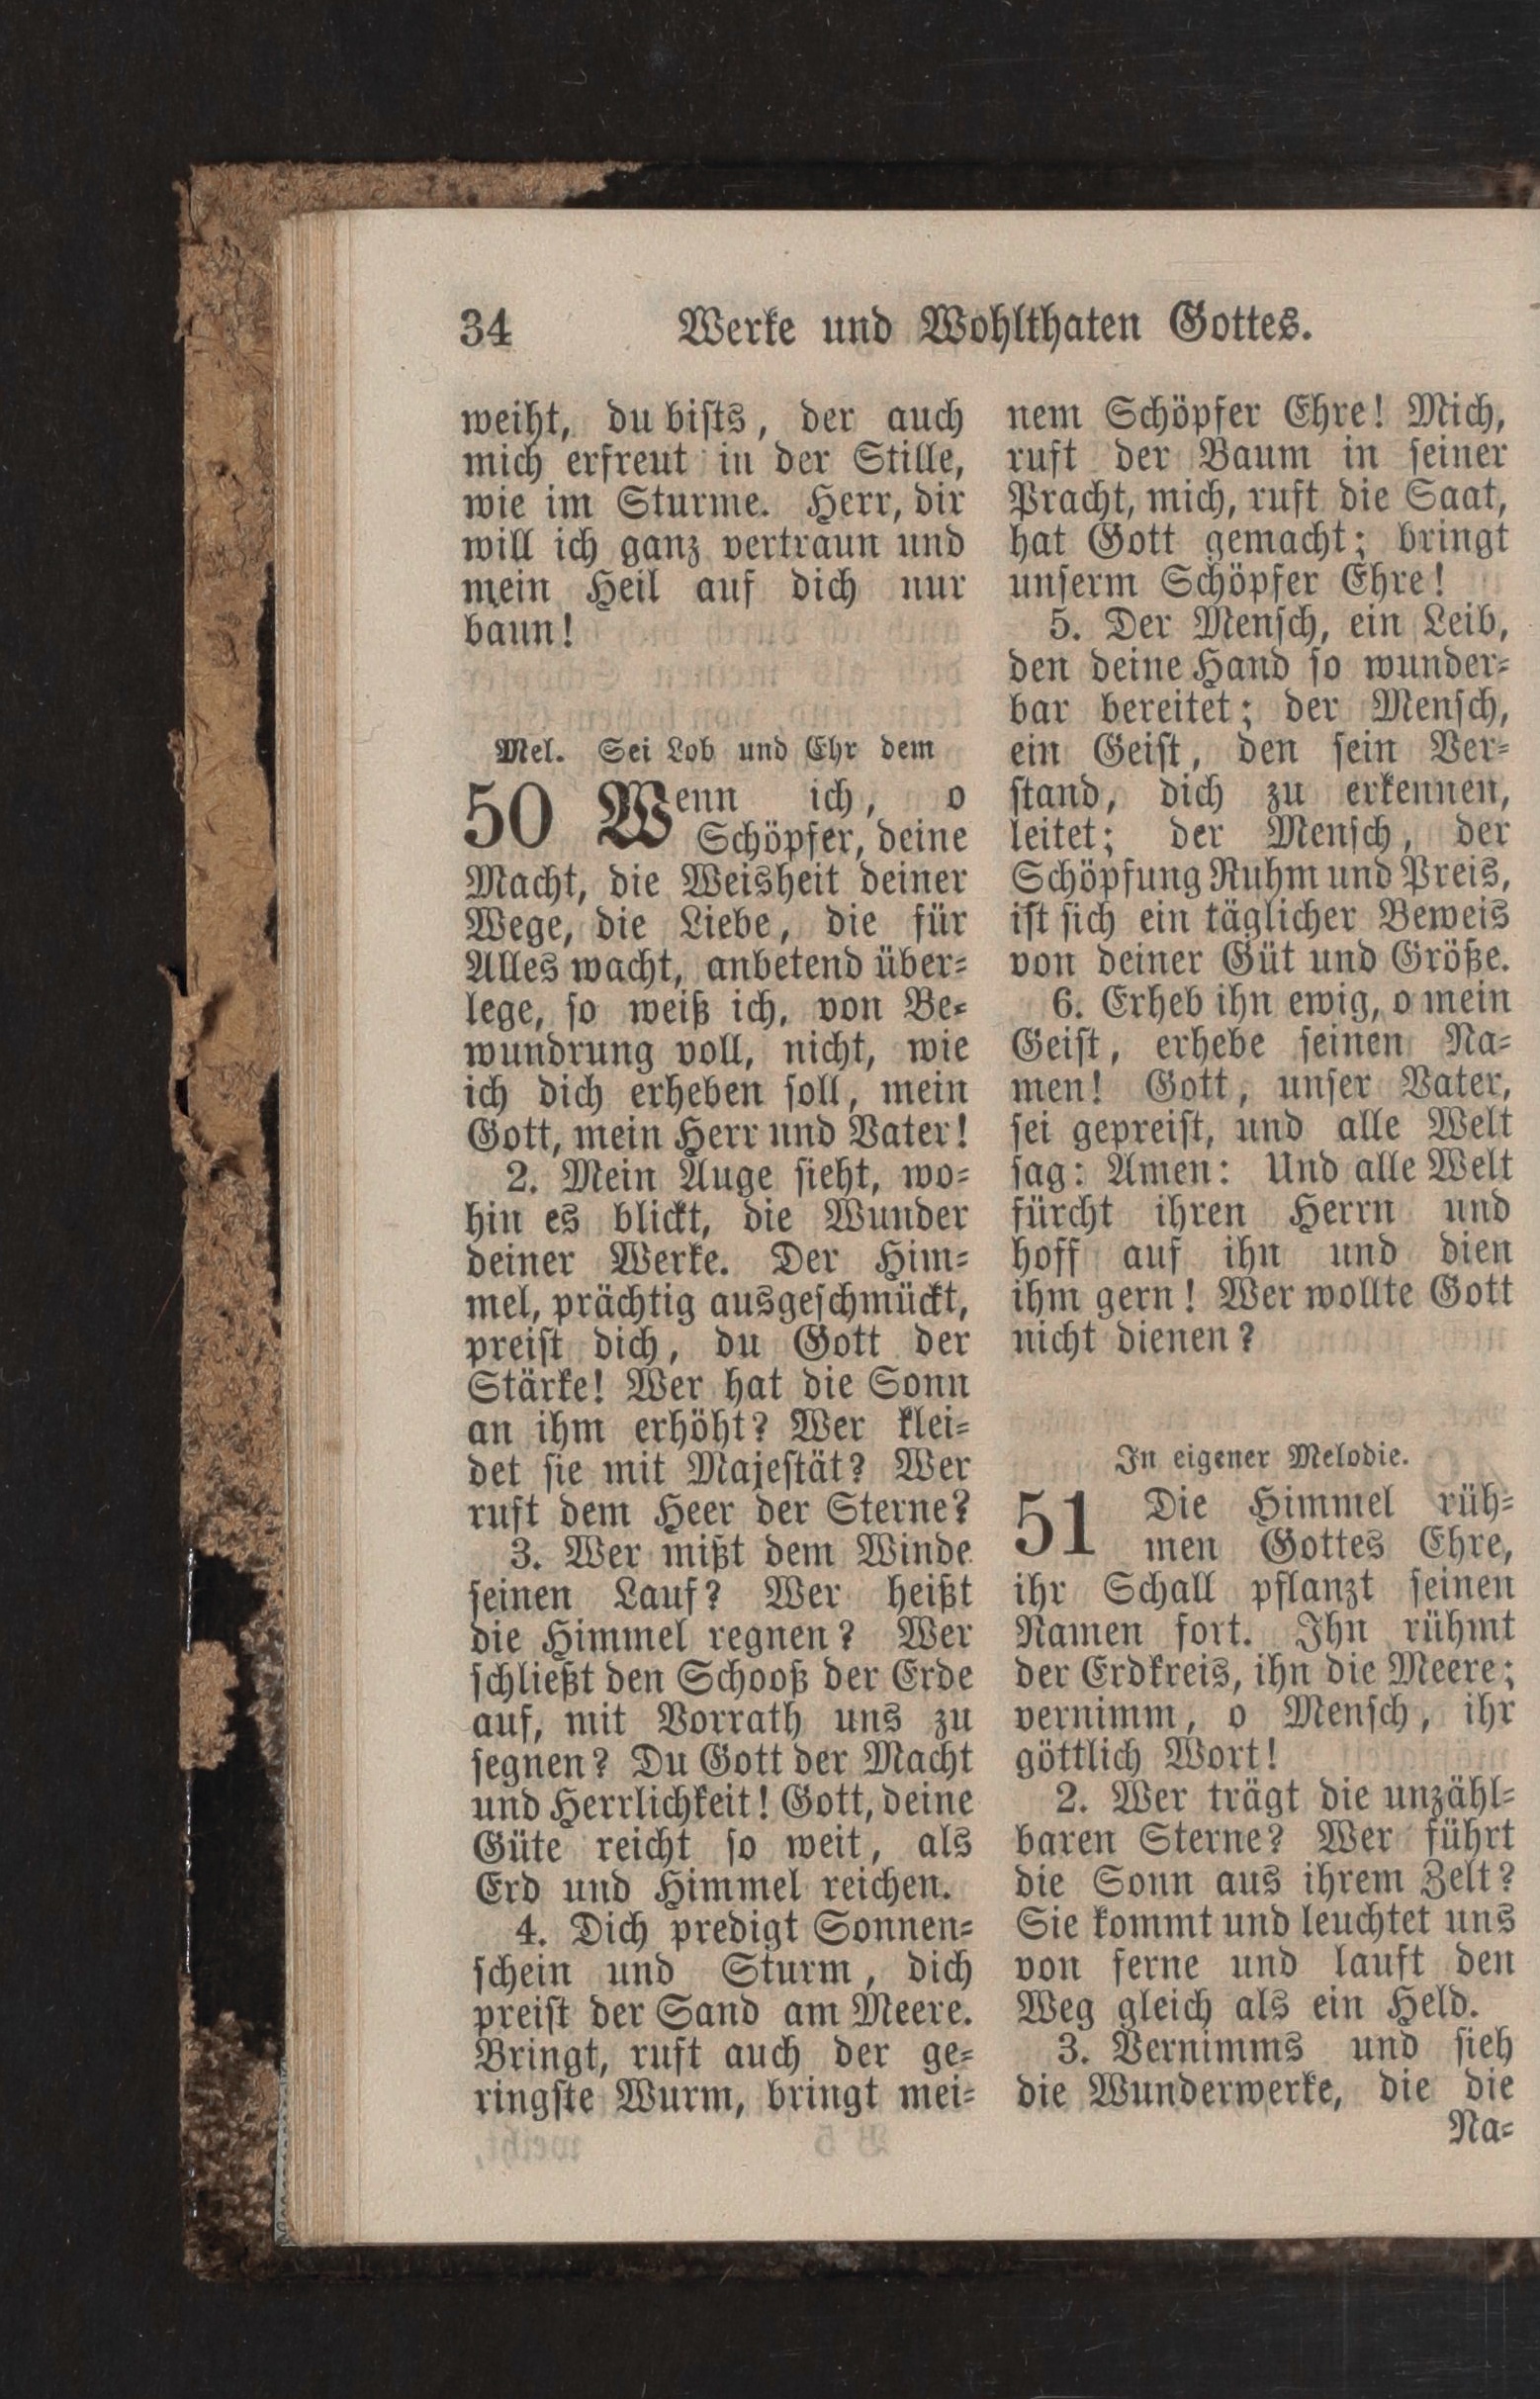 34 Werke und Wohlthaten Gottes.
weiht, du bists, der auch
mich erfreut in der Stille,
wie im Sturme. Herr, dir
will ich ganz vertraun und
mein Heil auf dich nur
baun!
Mel. Sei Lob und Ehr dem
50 Wenn ich, o
Schöpfer, deine
Macht, die Weisheit deiner
Wege, die Liebe, die für
Alles wacht, anbetend über-
lege, so weiß ich, von Be-
wundrung voll, nicht, wie
ich dich erheben soll, mein
Gott, mein Herr und Vater!
2. Mein Auge sieht, wo-
hin es blickt, die Wunder
deiner Werke. Der Him-
mel, prächtig ausgeschmückt,
preist dich, du Gott der
Stärke! Wer hat die Sonn
an ihm erhöht? Wer klei-
det sie mit Majestät? Wer
ruft dem Heer der Sterne?
3. Wer mißt dem Winde
seinen Lauf? Wer heißt
die Himmel regnen? Wer
schließt den Schooß der Erde
auf, mit Vorrath uns zu
segnen? Du Gott der Macht
und Herrlichkeit! Gott, deine
Güte reicht so weit, als
Erd und Himmel reichen.
4. Dich predigt Sonnen-
schein und Sturm, dich
preist der Sand am Meere.
Bringt, ruft auch der ge-
ringste Wurm, bringt mei-
nem Schöpfer Ehre! Mich,
ruft der Baum in seiner
Pracht, mich, ruft die Saat,
hat Gott gemacht; bringt
unserm Schöpfer Ehre!
5. Der Mensch, ein Leib,
den deine Hand so wunder-
bar bereitet; der Mensch,
ein Geist, den sein Ver-
stand, dich zu erkennen,
leitet; der Mensch, der
Schöpfung Ruhm und Preis,
ist sich ein täglicher Beweis
von deiner Güt und Größe.
6. Erheb ihn ewig, o mein
Geist, erhebe seinen Na-
men! Gott, unser Vater,
sei gepreist, und alle Welt
sag: Amen: Und alle Welt
fürcht ihren Herrn und
hoff auf ihn und dien
ihm gern! Wer wollte Gott
nicht dienen?
In eigener Melodie.
51 Die Himmel rüh-
men Gottes Ehre,
ihr Schall pflanzt seinen
Namen fort. Ihn rühmt
der Erdkreis, ihn die Meere;
vernimm, o Mensch, ihr
göttlich Wort!
2. Wer trägt die unzähl-
baren Sterne? Wer führt
die Sonn aus ihrem Zelt?
Sie kommt und leuchtet uns
von ferne und lauft den
Weg gleich als ein Held.
3. Vernimms und sieh
die Wunderwerke, die die
Na-